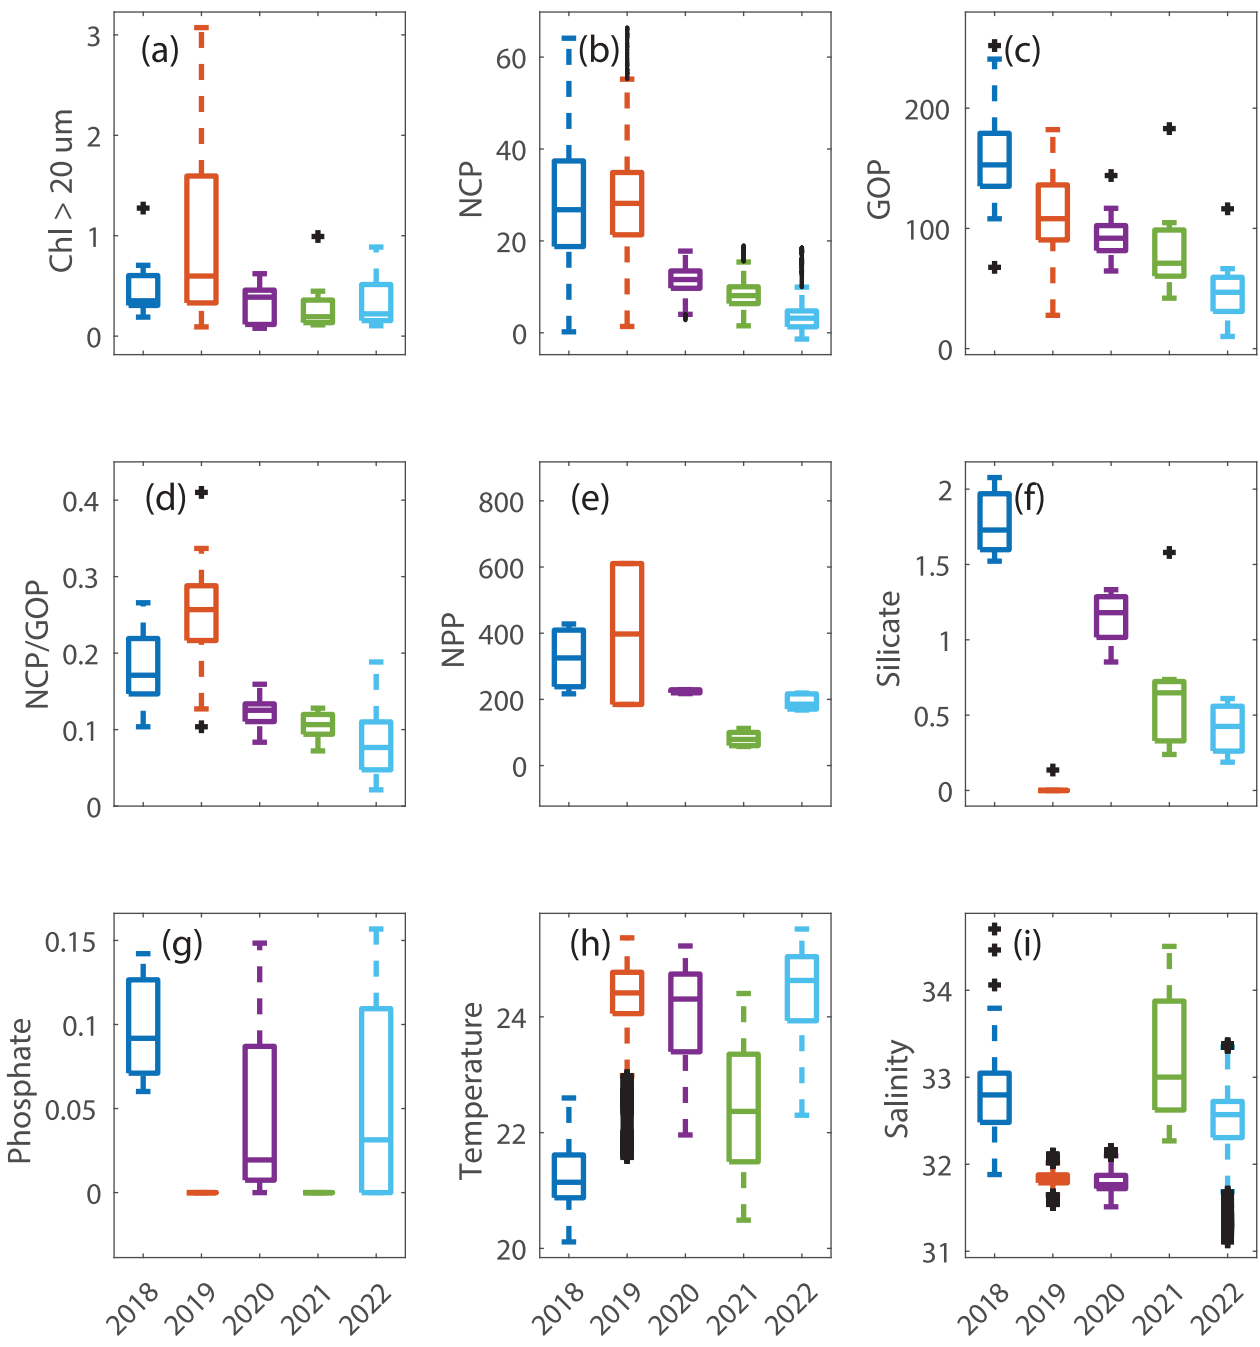 (a)
Chl > 20 um
3
2
1
0
(b)
NCP
60
40
20
0
(c)
GOP
200
100
0
(d)
NCP/GOP
0.4
0.3
0.2
0.1
0
(e)
NPP
800
600
400
200
0
(f)
Silicate
2
1.5
1
0.5
0
(g)
Phosphate
0.15
0.1
0.05
0
2018 2019 2020 2021 2022
(h)
Temperature
24
22
20
2018 2019 2020 2021 2022
(i)
Salinity
34
33
32
31
2018 2019 2020 2021 2022